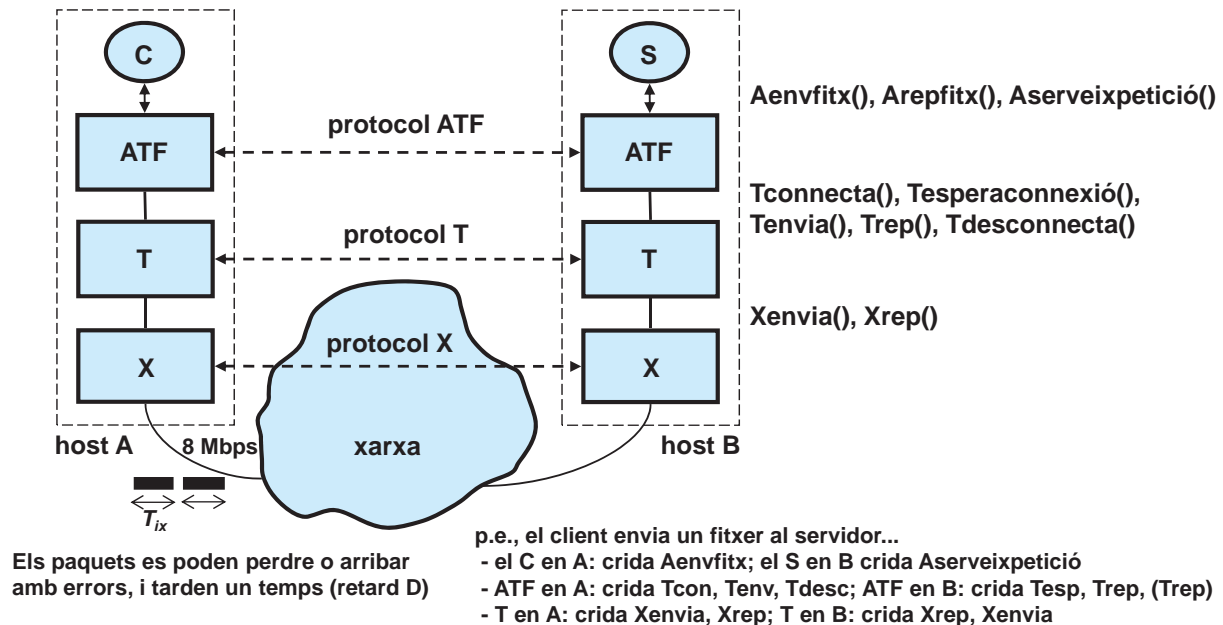 C
S
Aenvfitx(), Arepfitx(), Aserveixpetició()
protocol ATF
ATF
ATF
Tconnecta(), Tesperaconnexió(),
Tenvia(), Trep(), Tdesconnecta()
protocol T
T
T
Xenvia(), Xrep()
protocol X
X
X
host A
8 Mbps
xarxa
host B
Tix
Els paquets es poden perdre o arribar
amb errors, i tarden un temps (retard D)
p.e., el client envia un fitxer al servidor...
- el C en A: crida Aenvfitx; el S en B crida Aserveixpetició
- ATF en A: crida Tcon, Tenv, Tdesc; ATF en B: crida Tesp, Trep, (Trep)
- T en A: crida Xenvia, Xrep; T en B: crida Xrep, Xenvia